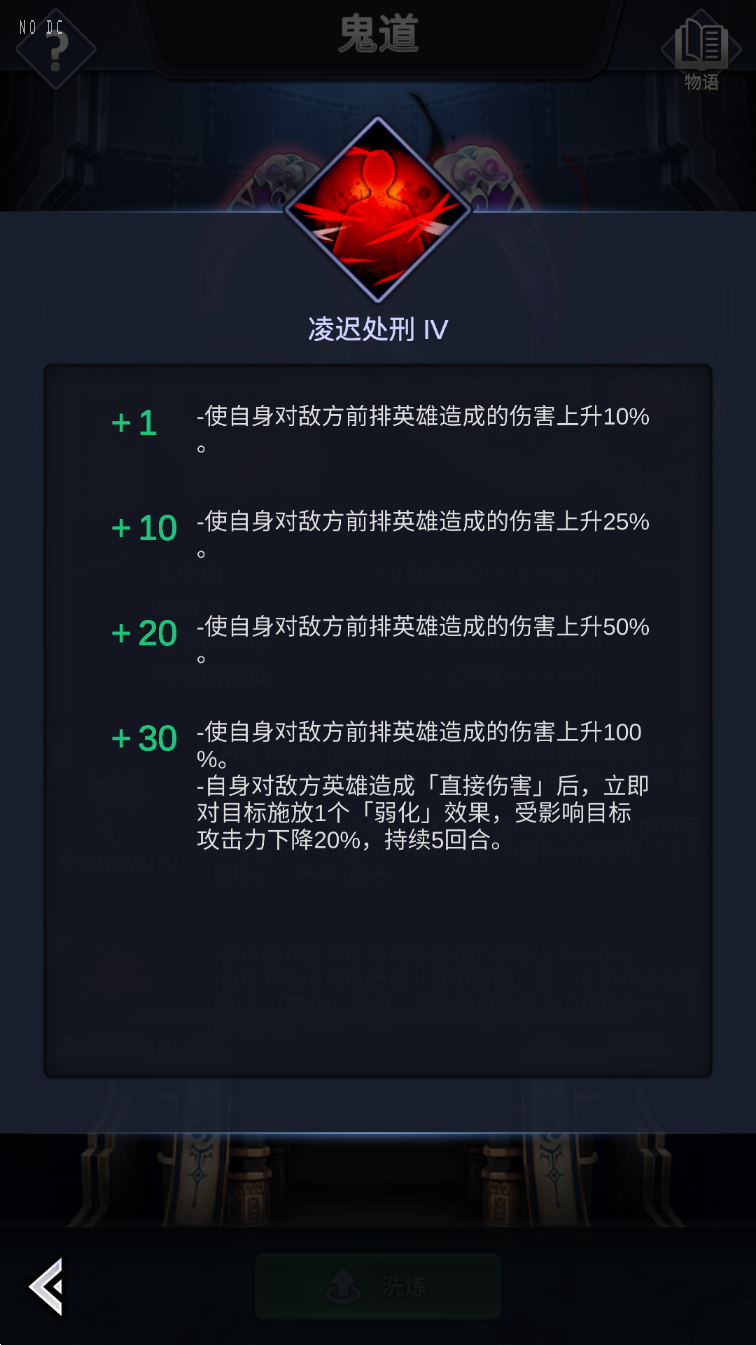 NO DC
鬼道
物语
凌迟处刑 IV
+1
-使自身对敌方前排英雄造成的伤害上升10%
。
+10
-使自身对敌方前排英雄造成的伤害上升25%
。
+20
-使自身对敌方前排英雄造成的伤害上升50%
。
+30
-使自身对敌方前排英雄造成的伤害上升100
%。
-自身对敌方英雄造成「直接伤害」后，立即
对目标施放1个「弱化」效果，受影响目标
攻击力下降20%，持续5回合。
洗炼